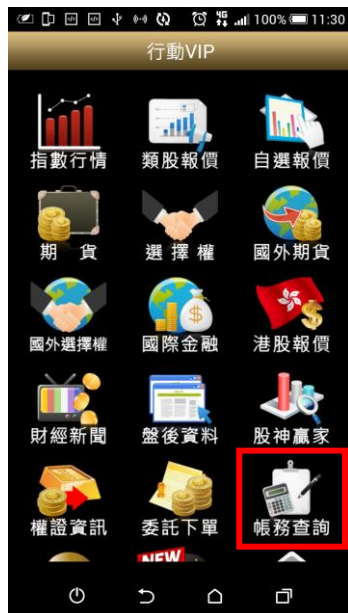 4G 100% 11:30
行動VIP
指數行情 類股報價 自選報價
期 貨 選 擇 權 國外期貨
國外選擇權 國際金融 港股報價
財經新聞 盤後資料 股神贏家
權證資訊 委託下單 帳務查詢
NEW